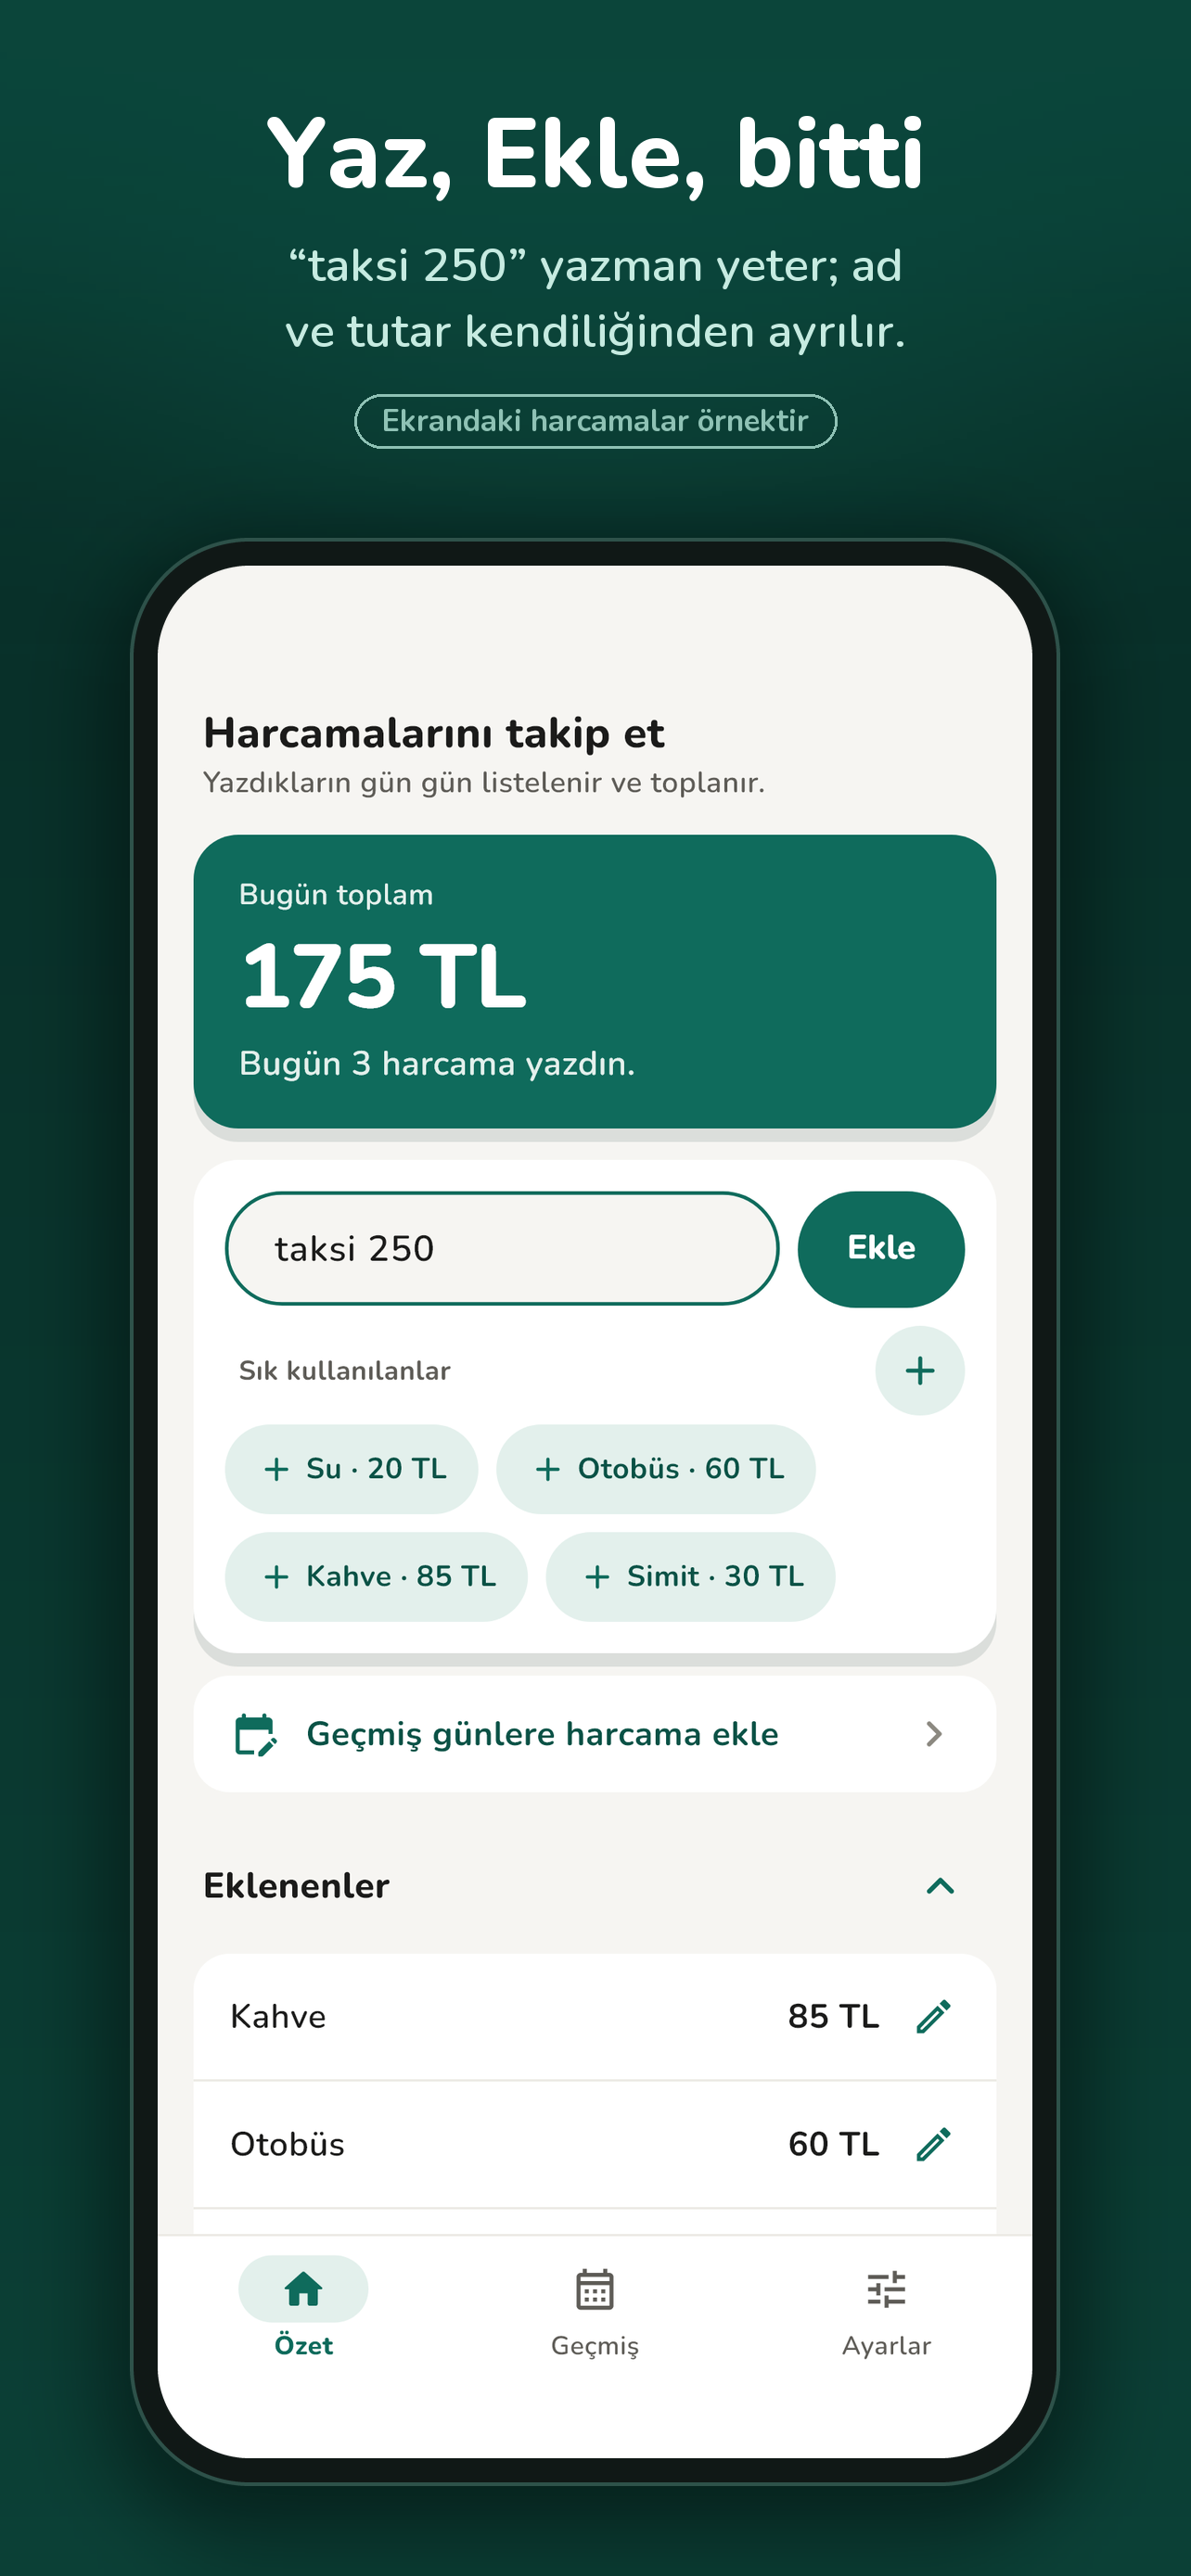 Yaz, Ekle, bitti
“taksi 250” yazman yeter; ad
ve tutar kendiliğinden ayrılır.
Ekrandaki harcamalar örnektir
Harcamalarını takip et
Yazdıkların gün gün listelenir ve toplanır.
Bugün toplam
175 TL
Bugün 3 harcama yazdın.
taksi 250
Ekle
Sık kullanılanlar
Su · 20 TL
Otobüs · 60 TL
Kahve · 85 TL
Simit · 30 TL
Geçmiş günlere harcama ekle
Eklenenler
Kahve 85 TL
Otobüs 60 TL
Özet
Geçmiş
Ayarlar